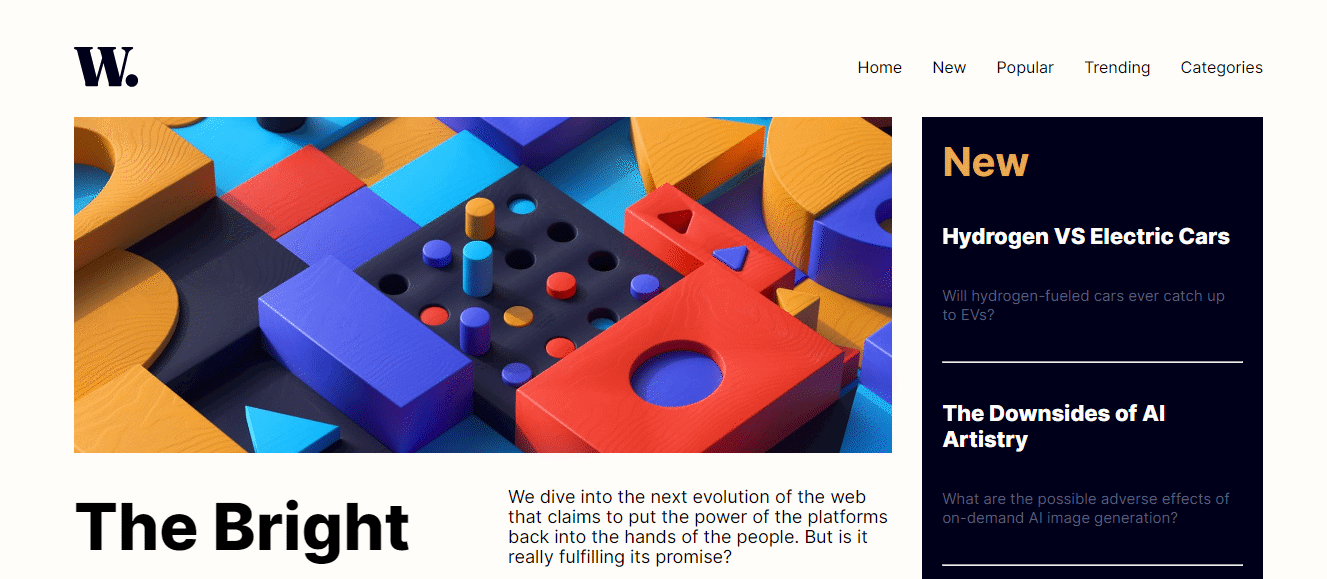 W.
Home New Popular Trending Categories
The Bright
We dive into the next evolution of the web
that claims to put the power of the platforms
back into the hands of the people. But is it
really fulfilling its promise?
New
Hydrogen VS Electric Cars
Will hydrogen-fueled cars ever catch up
to EVs?
The Downsides of AI
Artistry
What are the possible adverse effects of
on-demand AI image generation?